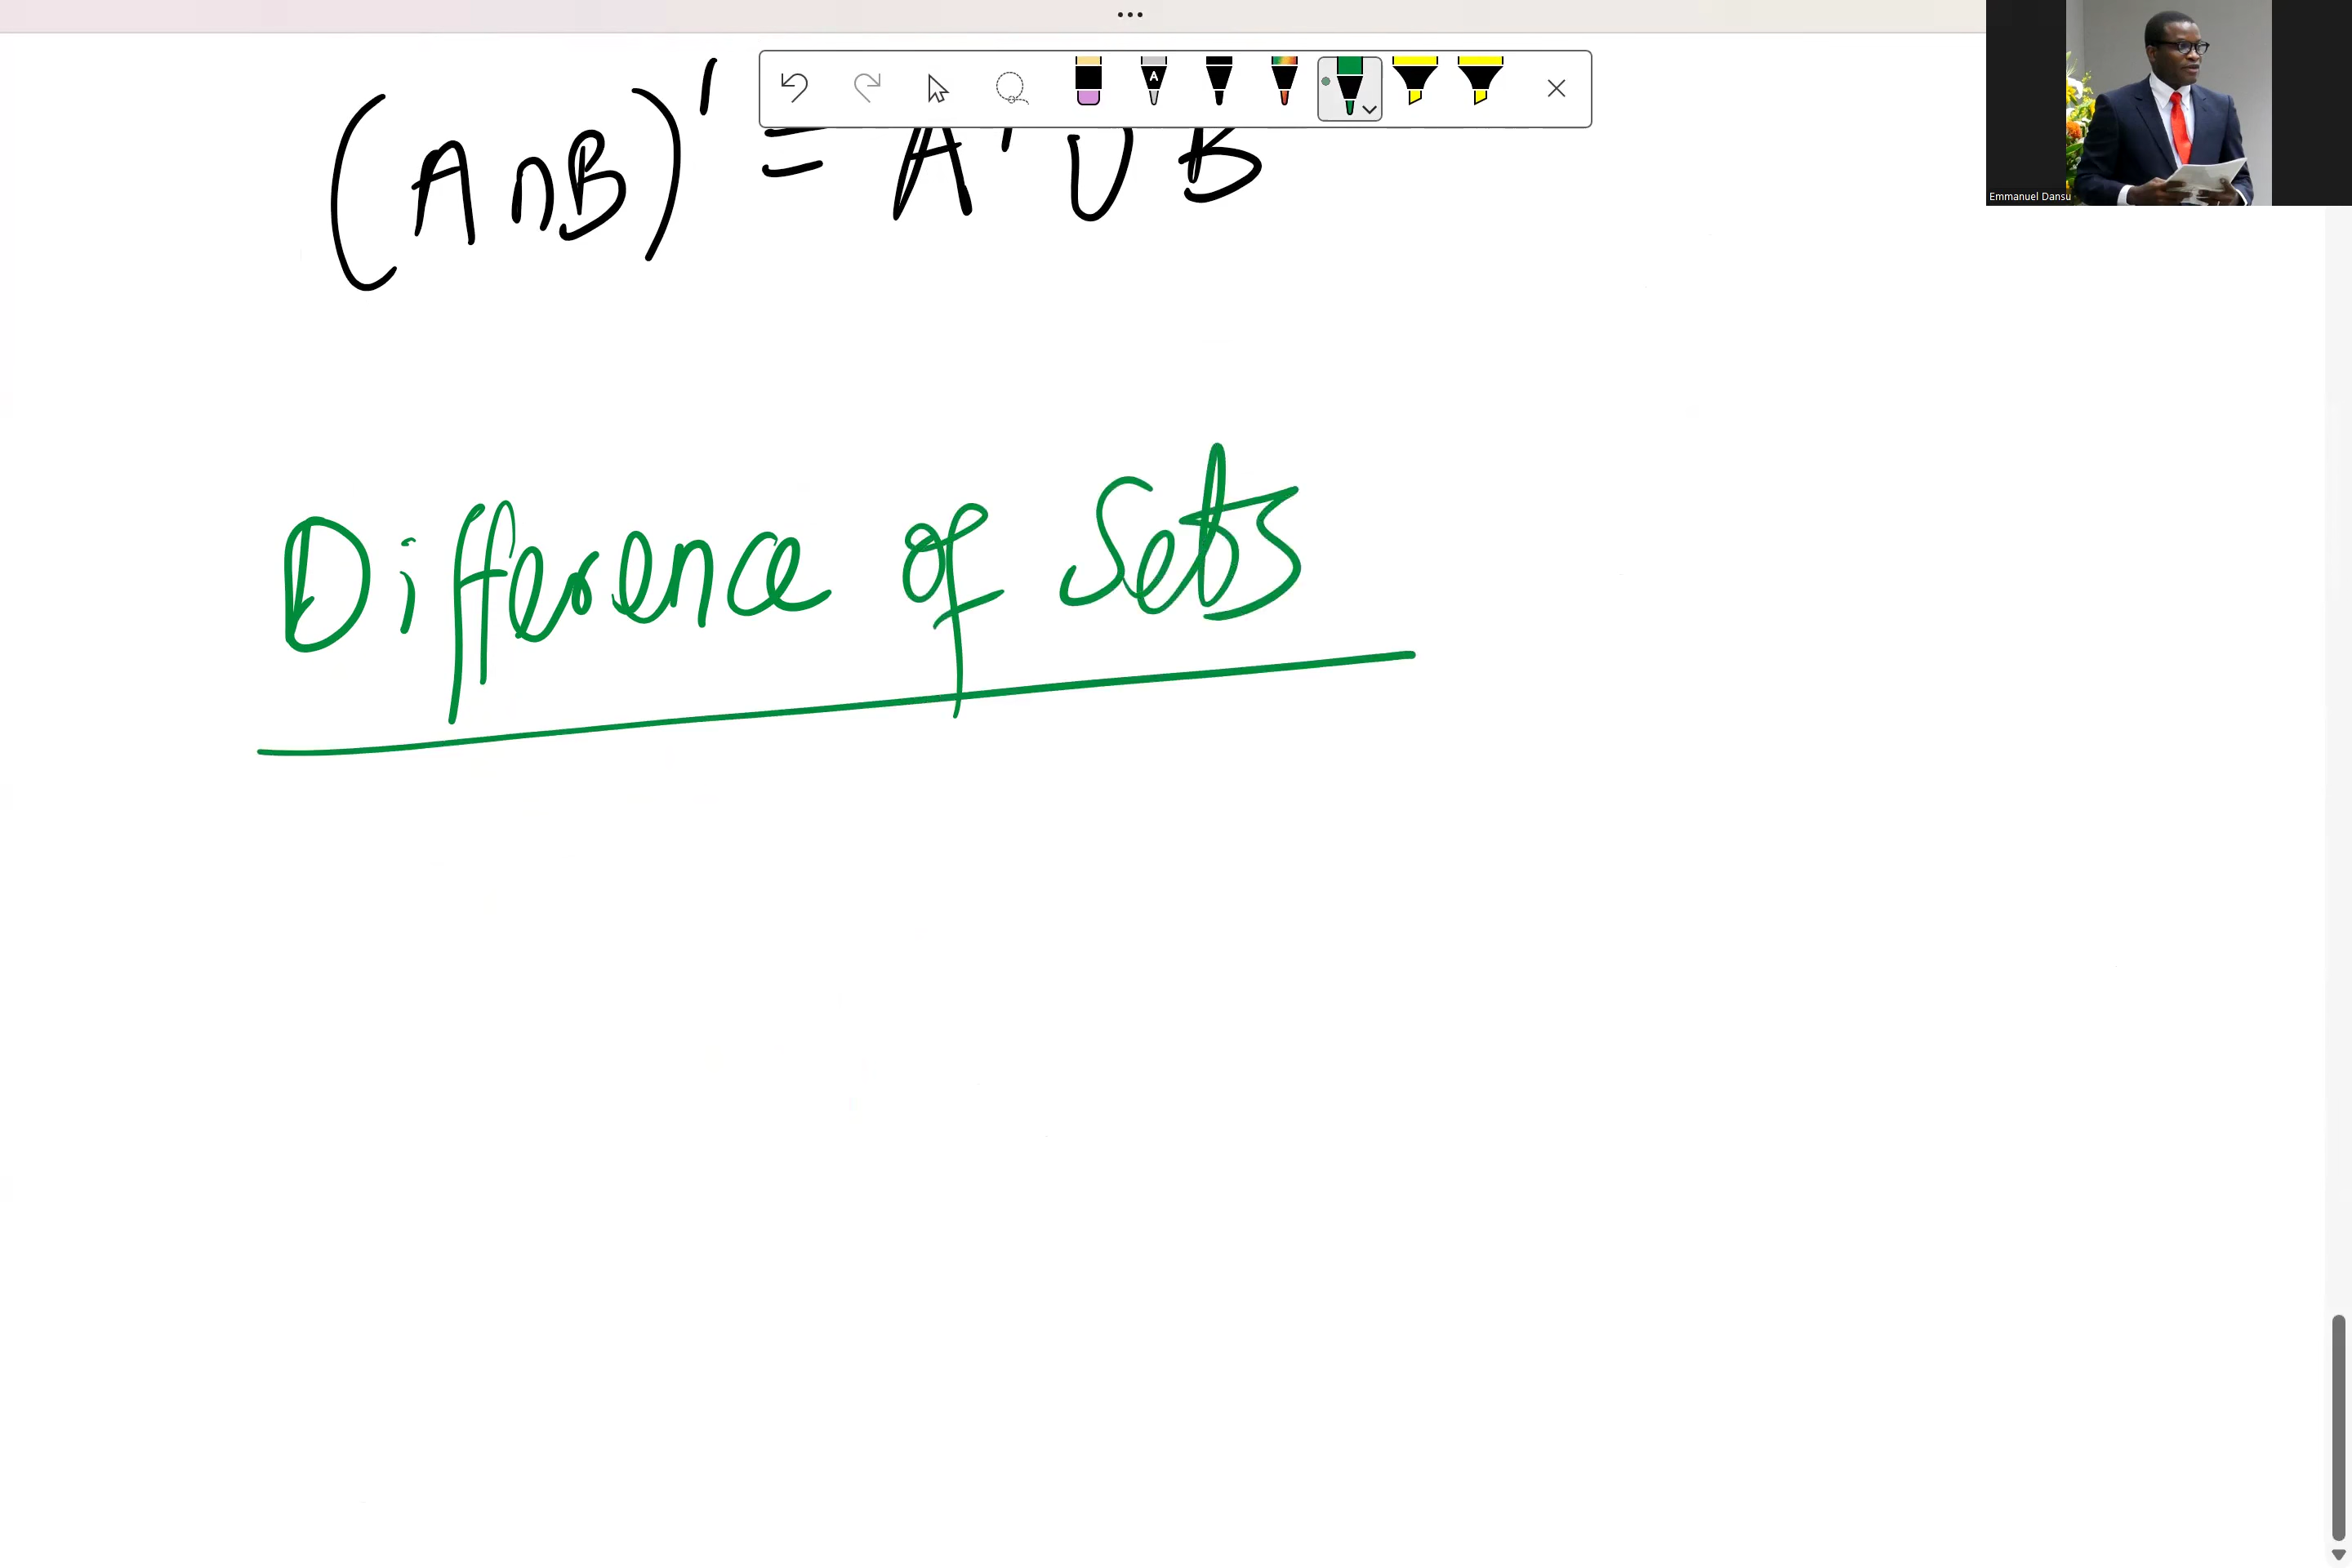 (A∩B)' = A' ∪ B
Emmanuel Dansu
Difference of Sets